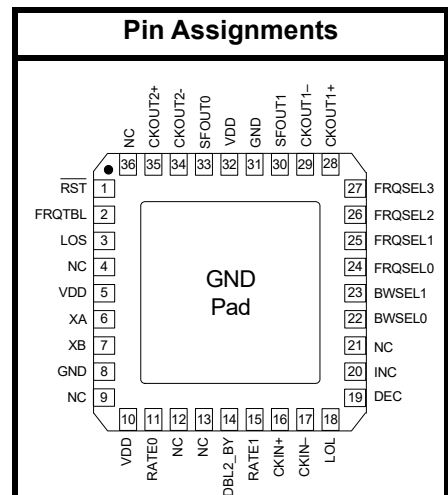 Pin Assignments
NC
CKOUT2+
CKOUT2-
SFOUT0
VDD
GND
SFOUT1
CKOUT1–
CKOUT1+
36 35 34 33 32 31 30 29 28
RST 1
FRQTBL 2
LOS 3
NC 4
VDD 5
XA 6
XB 7
GND 8
NC 9
GND
Pad
27 FRQSEL3
26 FRQSEL2
25 FRQSEL1
24 FRQSEL0
23 BWSEL1
22 BWSEL0
21 NC
20 INC
19 DEC
10 11 12 13 14 15 16 17 18
VDD
RATE0
NC
NC
DBL2_BY
RATE1
CKIN+
CKIN–
LOL